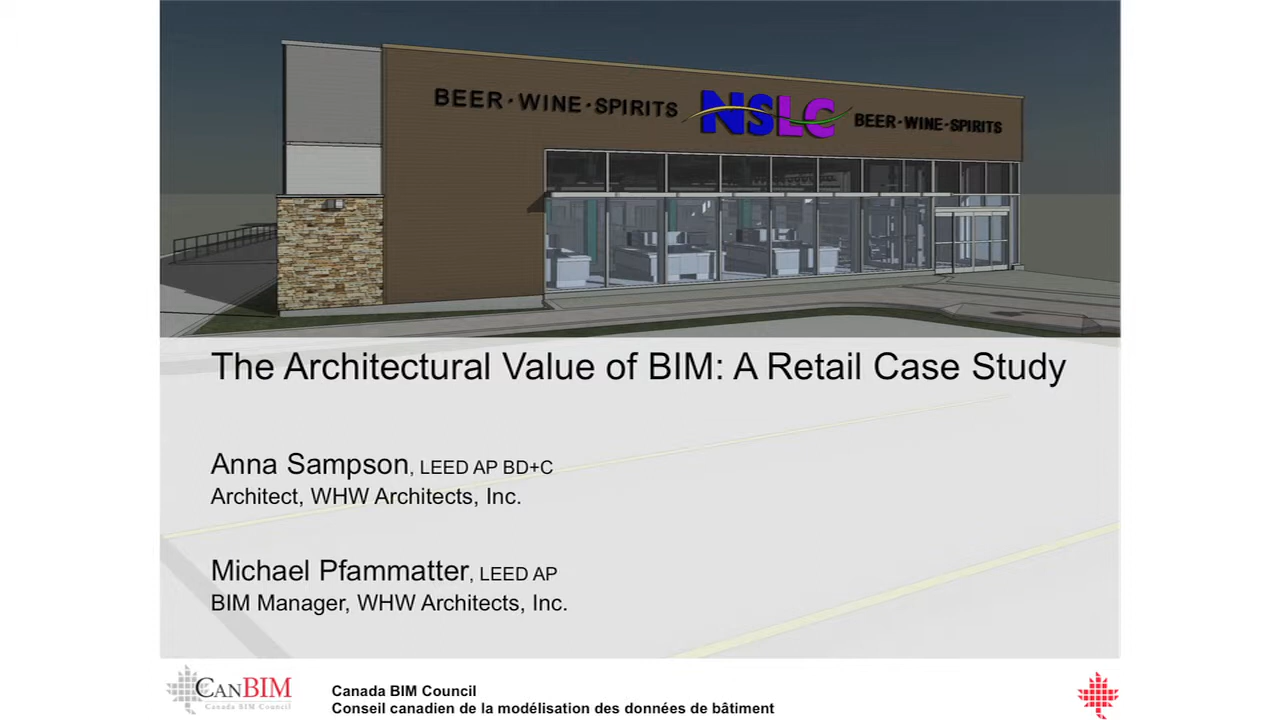 BEER·WINE·SPIRITS NSLC BEER·WINE·SPIRITS
The Architectural Value of BIM: A Retail Case Study
Anna Sampson, LEED AP BD+C
Architect, WHW Architects, Inc.
Michael Pfammatter, LEED AP
BIM Manager, WHW Architects, Inc.
CANBIM
Canada BIM Council
Canada BIM Council
Conseil canadien de la modélisation des données de bâtiment